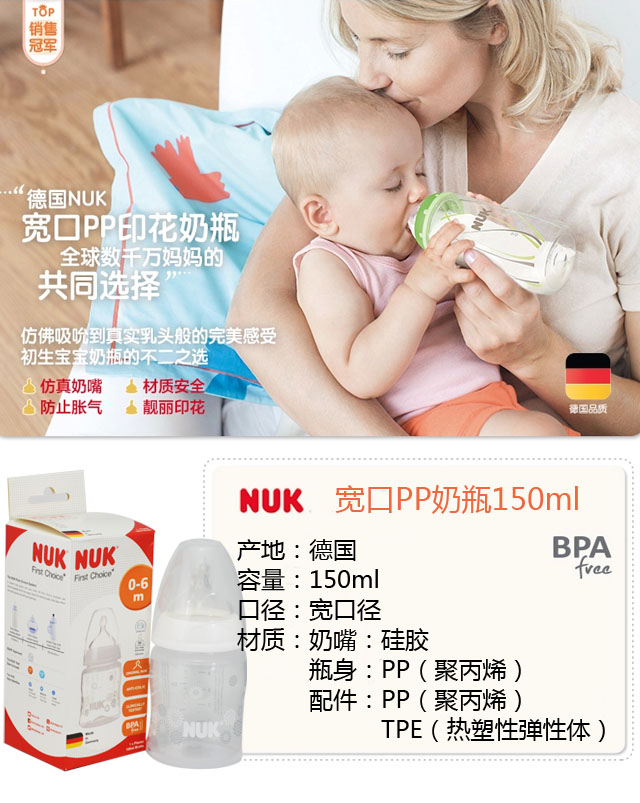 TOP
销售
冠军
“德国NUK
宽口PP印花奶瓶
全球数千万妈妈的
共同选择”
仿佛吸吮到真实乳头般的完美感受
初生宝宝奶瓶的不二之选
仿真奶嘴 材质安全
防止胀气 靓丽印花
NUK
德国品质
NUK 宽口PP奶瓶150ml
BPA
free
产地：德国
容量：150ml
口径：宽口径
材质：奶嘴：硅胶
瓶身：PP（聚丙烯）
配件：PP（聚丙烯）
TPE（热塑性弹性体）
NUK
First Choice+
NUK
First Choice+
0-6
m
BPA
free
Made in
Germany
NUK